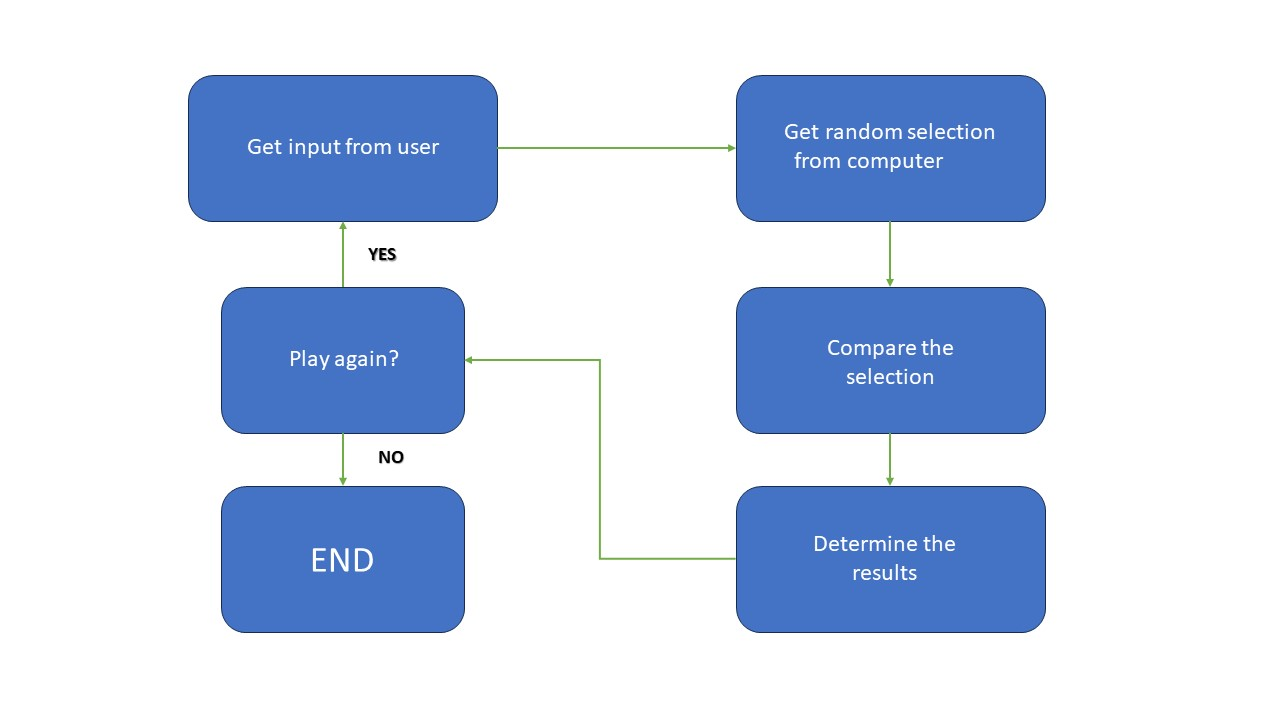 Get input from user
Get random selection
from computer
YES
Play again?
Compare the
selection
NO
END
Determine the
results